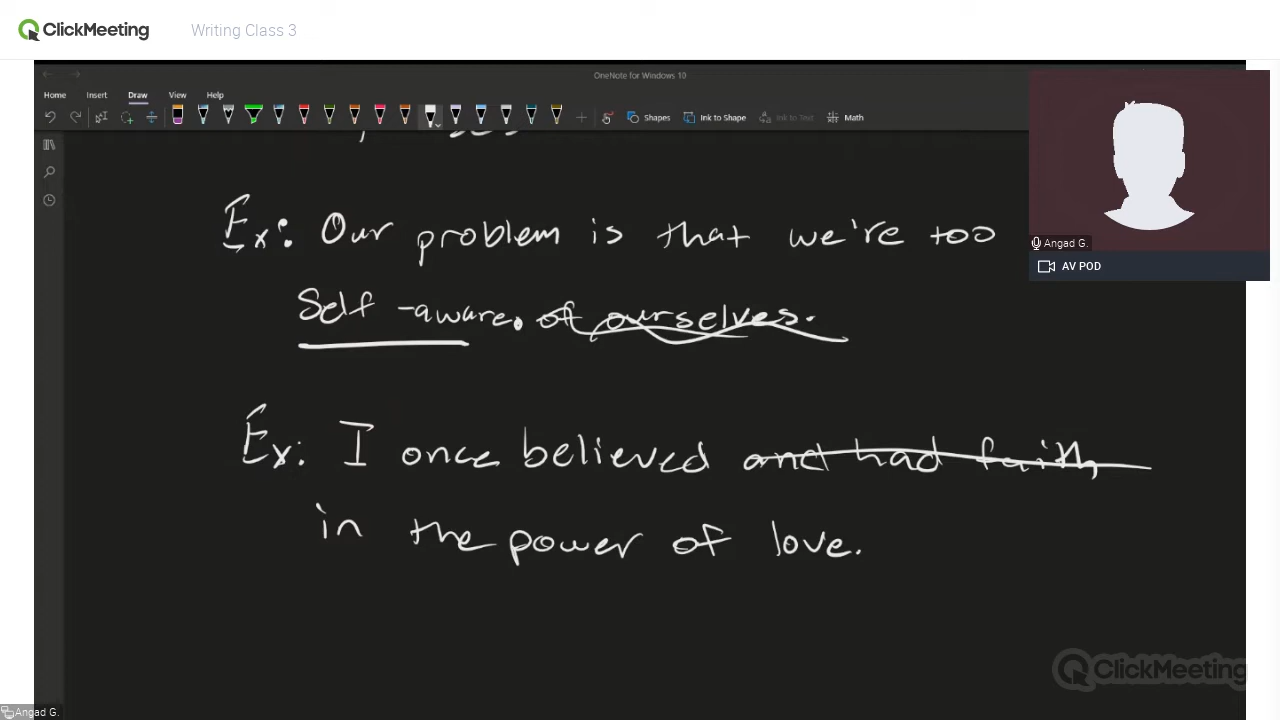 ClickMeeting Writing Class 3
OneNote for Windows 10
Home Insert Draw View Help
Shapes Ink to Shape Ink to Text Math
Ex: Our problem is that we're too
Self-aware. of ourselves.
Ex: I once believed and had faith,
in the power of love.
Angad G.
AV POD
ClickMeeting
Angad G.